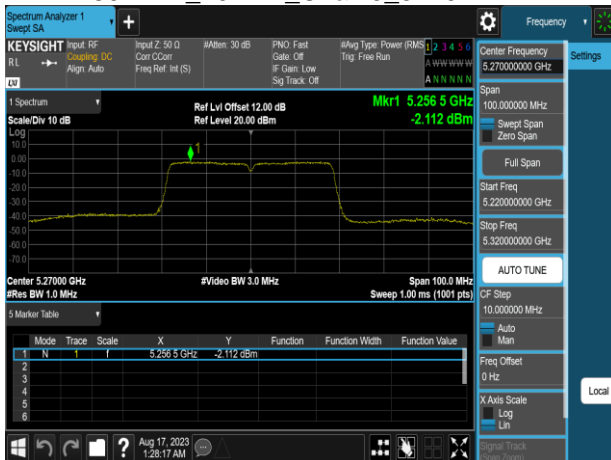 Spectrum Analyzer 1
Swept SA
+
Frequency
Settings
KEYSIGHT
RL
LXI
Input: RF
Coupling: DC
Align: Auto
Input Z: 50 Ω
Corr CCorr
Freq Ref: Int (S)
#Atten: 30 dB
PNO: Fast
Gate: Off
IF Gain: Low
Sig Track: Off
#Avg Type: Power (RMS
Trig: Free Run
1 2 3 4 5 6
A W W W W W
A N N N N N
1 Spectrum
Scale/Div 10 dB
Ref Lvl Offset 12.00 dB
Ref Level 20.00 dBm
Mkr1 5.256 5 GHz
-2.112 dBm
Log
10.0
0.00
-10.0
-20.0
-30.0
-40.0
-50.0
-60.0
-70.0
1
Center 5.27000 GHz
#Res BW 1.0 MHz
#Video BW 3.0 MHz
Span 100.0 MHz
Sweep 1.00 ms (1001 pts)
5 Marker Table
Mode Trace Scale X Y Function Function Width Function Value
1 N 1 f 5.256 5 GHz -2.112 dBm
2
3
4
5
6
Center Frequency
5.270000000 GHz
Span
100.000000 MHz
Swept Span
Zero Span
Full Span
Start Freq
5.220000000 GHz
Stop Freq
5.320000000 GHz
AUTO TUNE
CF Step
10.000000 MHz
Auto
Man
Freq Offset
0 Hz
X Axis Scale
Log
Lin
Signal Track
(Span Zoom)
Local
?
Aug 17, 2023
1:28:17 AM